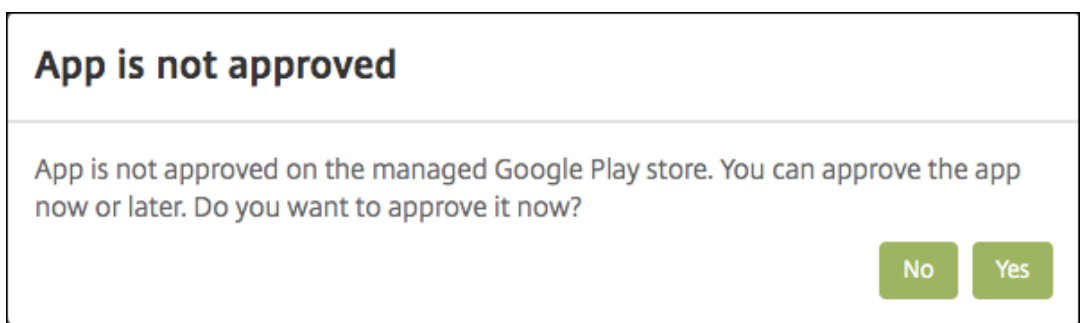 App is not approved
App is not approved on the managed Google Play store. You can approve the app
now or later. Do you want to approve it now?
No Yes